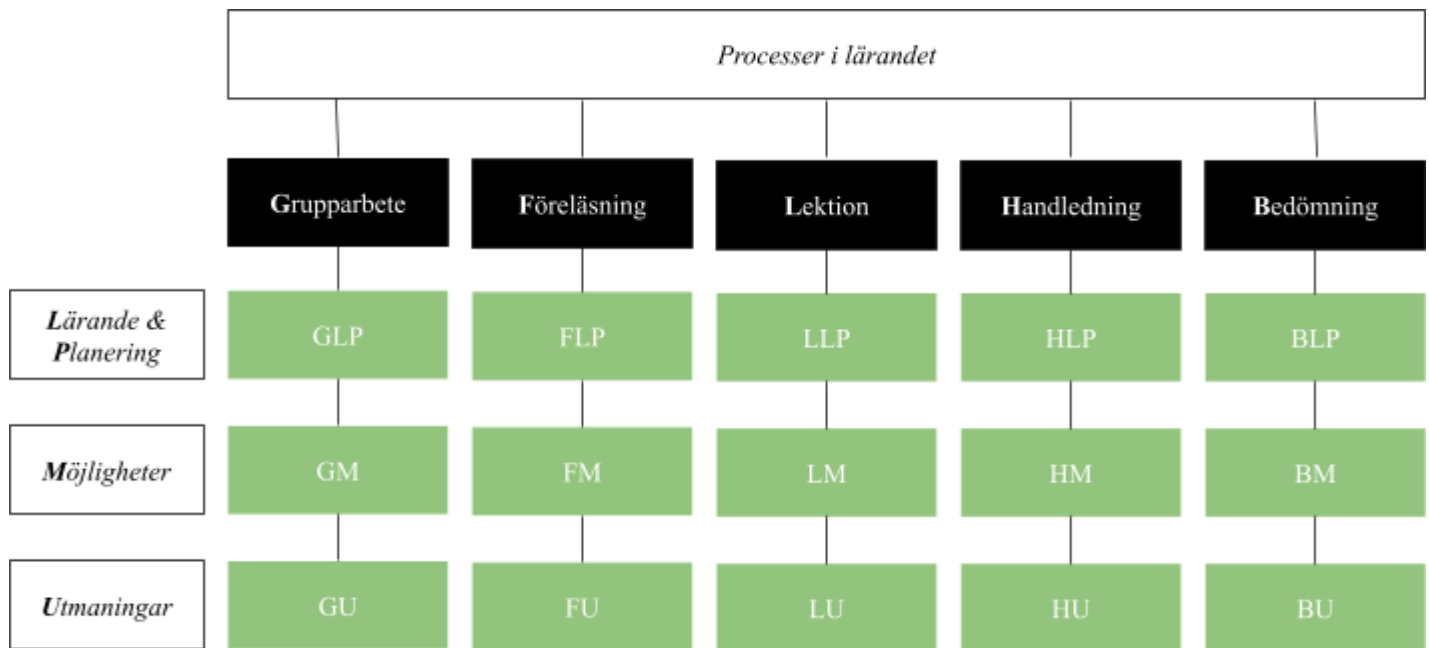 Processer i lärandet
Grupparbete
Föreläsning
Lektion
Handledning
Bedömning
Lärande &
Planering
GLP
FLP
LLP
HLP
BLP
Möjligheter
GM
FM
LM
HM
BM
Utmaningar
GU
FU
LU
HU
BU